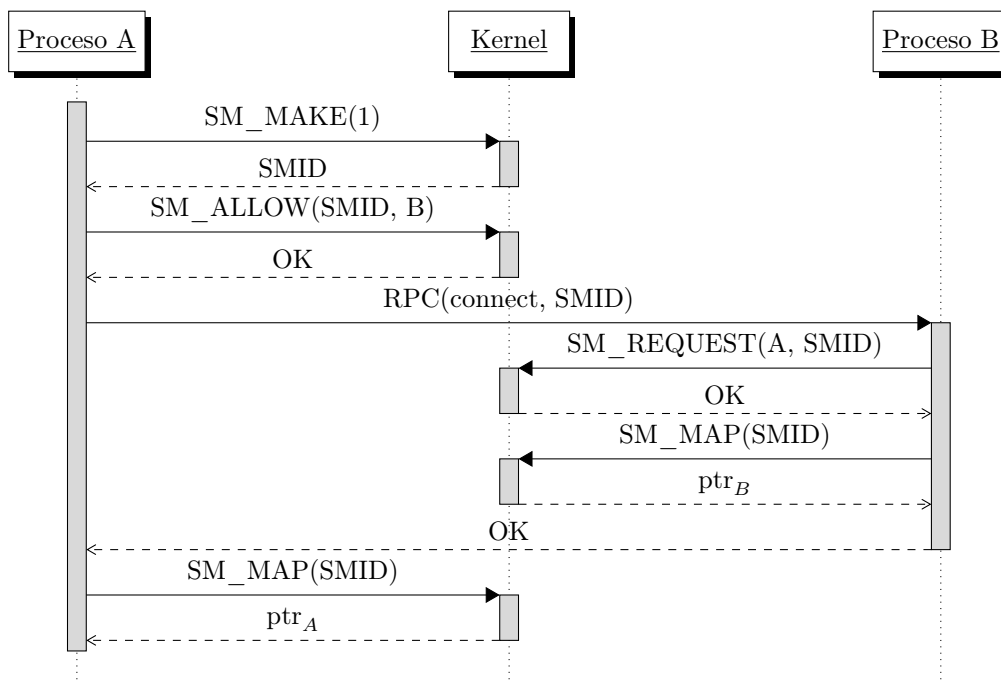 Proceso A
Kernel
Proceso B
SM_MAKE(1)
SMID
SM_ALLOW(SMID, B)
OK
RPC(connect, SMID)
SM_REQUEST(A, SMID)
OK
SM_MAP(SMID)
ptr_B
OK
SM_MAP(SMID)
ptr_A